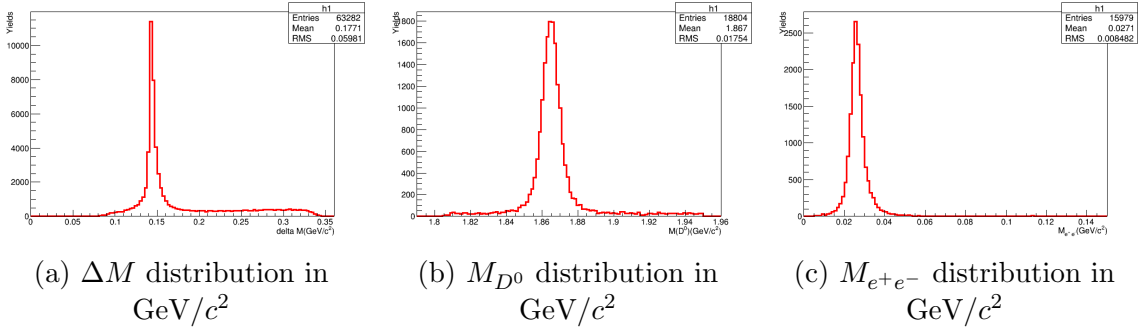 h1
Entries 63282
Mean 0.1771
RMS 0.05981
Yields
10000
8000
6000
4000
2000
0
0 0.05 0.1 0.15 0.2 0.25 0.3 0.35
delta M(GeV/c²)
h1
Entries 18804
Mean 1.867
RMS 0.01754
Yields
1800
1600
1400
1200
1000
800
600
400
200
0
1.8 1.82 1.84 1.86 1.88 1.9 1.92 1.94 1.96
M(D⁰)(GeV/c²)
h1
Entries 15979
Mean 0.0271
RMS 0.008482
Yields
2500
2000
1500
1000
500
0
0 0.02 0.04 0.06 0.08 0.1 0.12 0.14
(GeV/c²)
(a) ΔM distribution in
GeV/c²
(b) M_{D⁰} distribution in
GeV/c²
(c) M_{e⁺e⁻} distribution in
GeV/c²